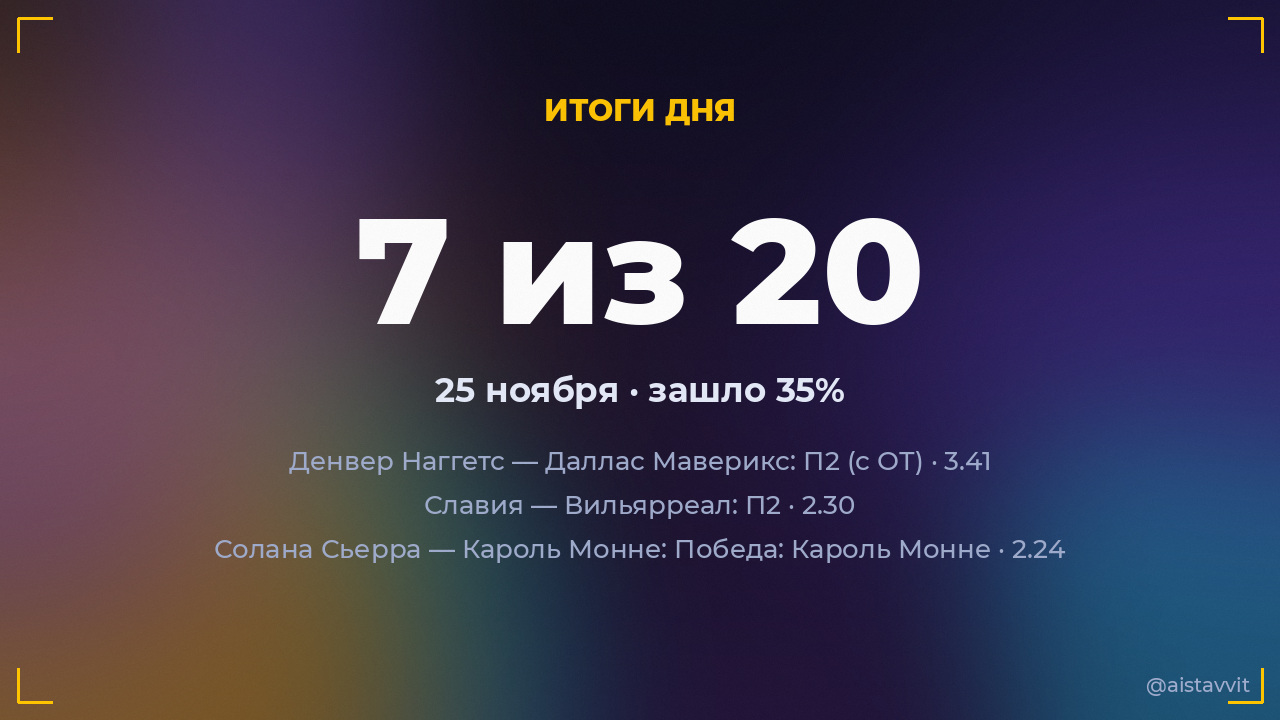 ИТОГИ ДНЯ
7 из 20
25 ноября · зашло 35%
Денвер Наггетс — Даллас Маверикс: П2 (с ОТ) · 3.41
Славия — Вильярреал: П2 · 2.30
Солана Сьерра — Кароль Монне: Победа: Кароль Монне · 2.24
@aistavvit